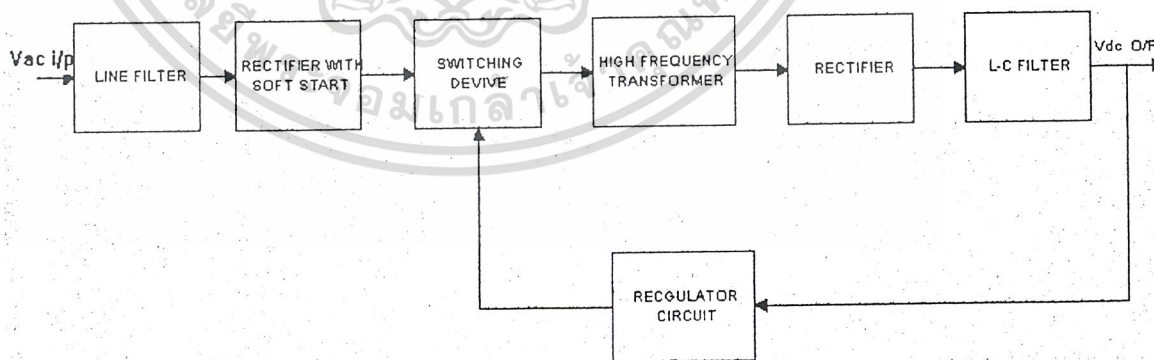 Vac i/p
LINE FILTER
RECTIFIER WITH
SOFT START
SWITCHING
DEVIVE
HIGH FREQUENCY
TRANSFORMER
RECTIFIER
L-C FILTER
Vdc O/P
RECGULATOR
CIRCUIT